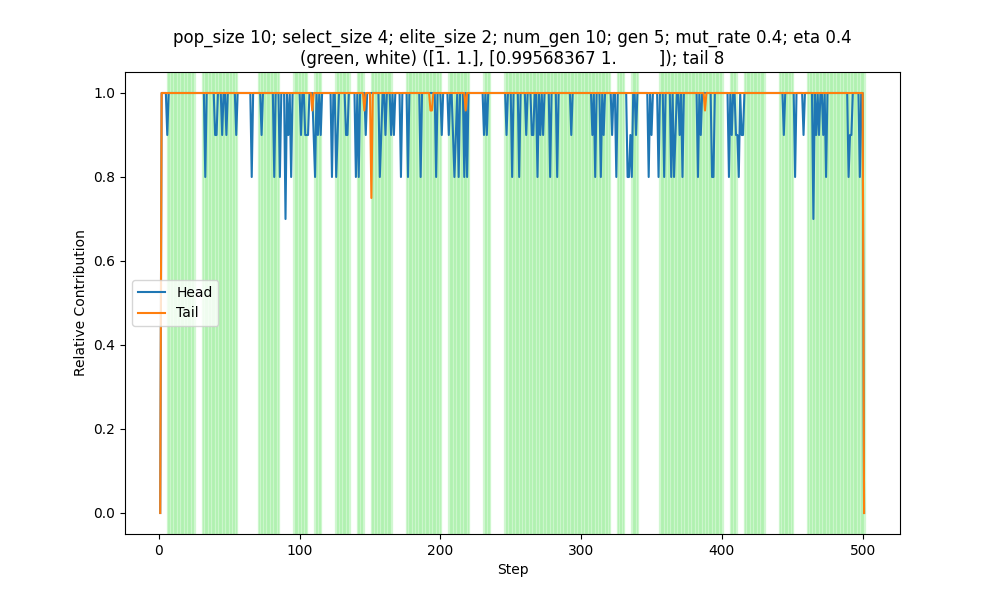 pop_size 10; select_size 4; elite_size 2; num_gen 10; gen 5; mut_rate 0.4; eta 0.4
(green, white) ([1. 1.], [0.99568367 1.         ]); tail 8
1.0
0.8
0.6
0.4
0.2
0.0
Relative Contribution
Head
Tail
0 100 200 300 400 500
Step